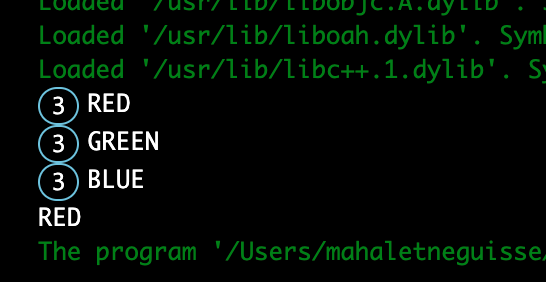 Loaded '/usr/lib/libobjc.A.dylib'. S
Loaded '/usr/lib/liboah.dylib'. Symb
Loaded '/usr/lib/libc++.1.dylib'. Sy
3 RED
3 GREEN
3 BLUE
RED
The program '/Users/mahaletneguisse/